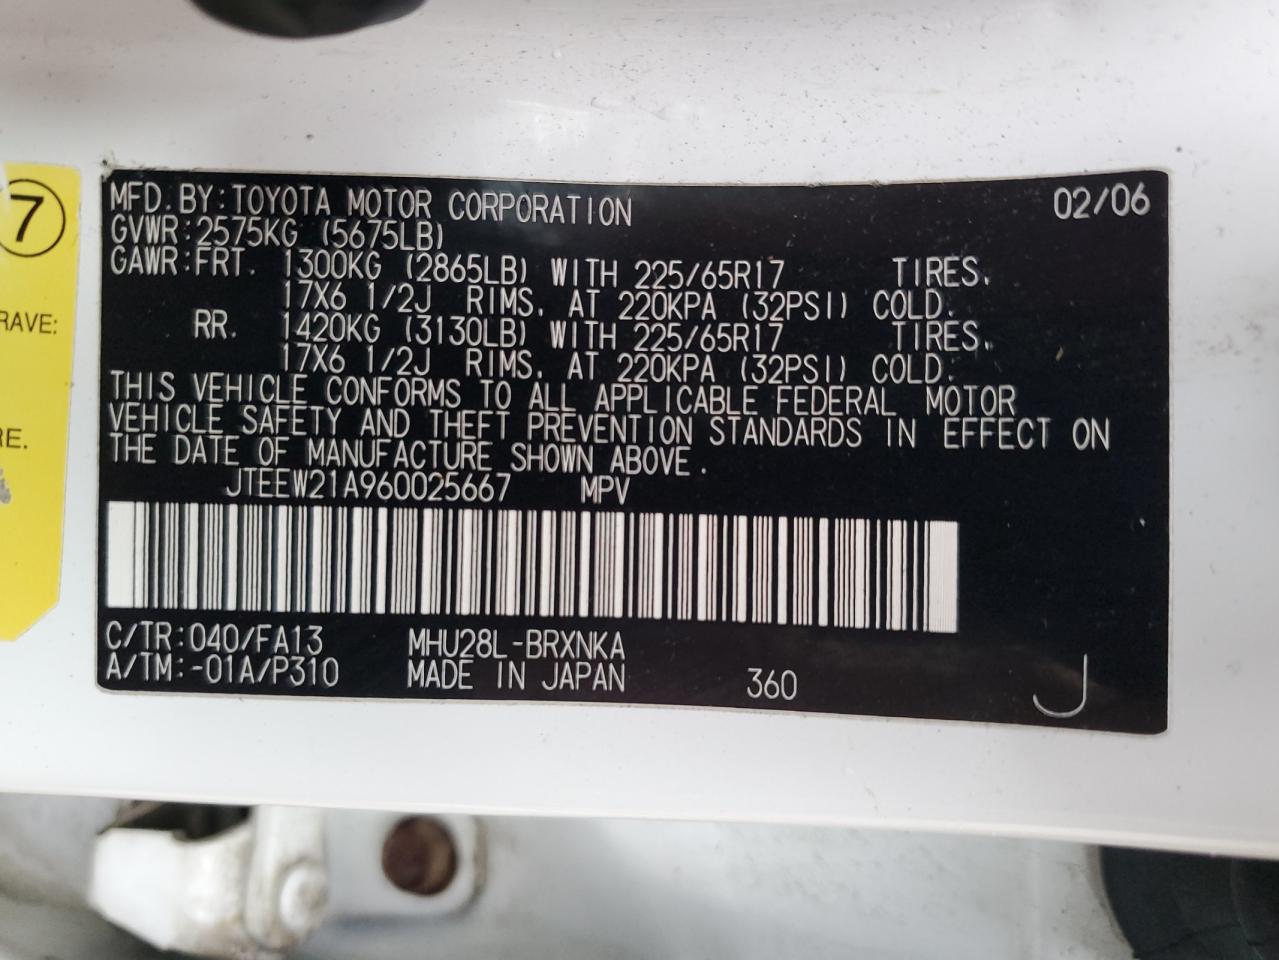 7
RAVE:
RE.
MFD. BY: TOYOTA MOTOR CORPORATION 02/06
GVWR: 2575KG (5675LB)
GAWR: FRT. 1300KG (2865LB) WITH 225/65R17 TIRES.
17X6 1/2J RIMS. AT 220KPA (32PSI) COLD.
RR. 1420KG (3130LB) WITH 225/65R17 TIRES.
17X6 1/2J RIMS. AT 220KPA (32PSI) COLD.
THIS VEHICLE CONFORMS TO ALL APPLICABLE FEDERAL MOTOR
VEHICLE SAFETY AND THEFT PREVENTION STANDARDS IN EFFECT ON
THE DATE OF MANUFACTURE SHOWN ABOVE.
JTEEW21A960025667 MPV
C/TR: 040/FA13 MHU28L-BRXNKA
A/TM: -01A/P310 MADE IN JAPAN 360 J